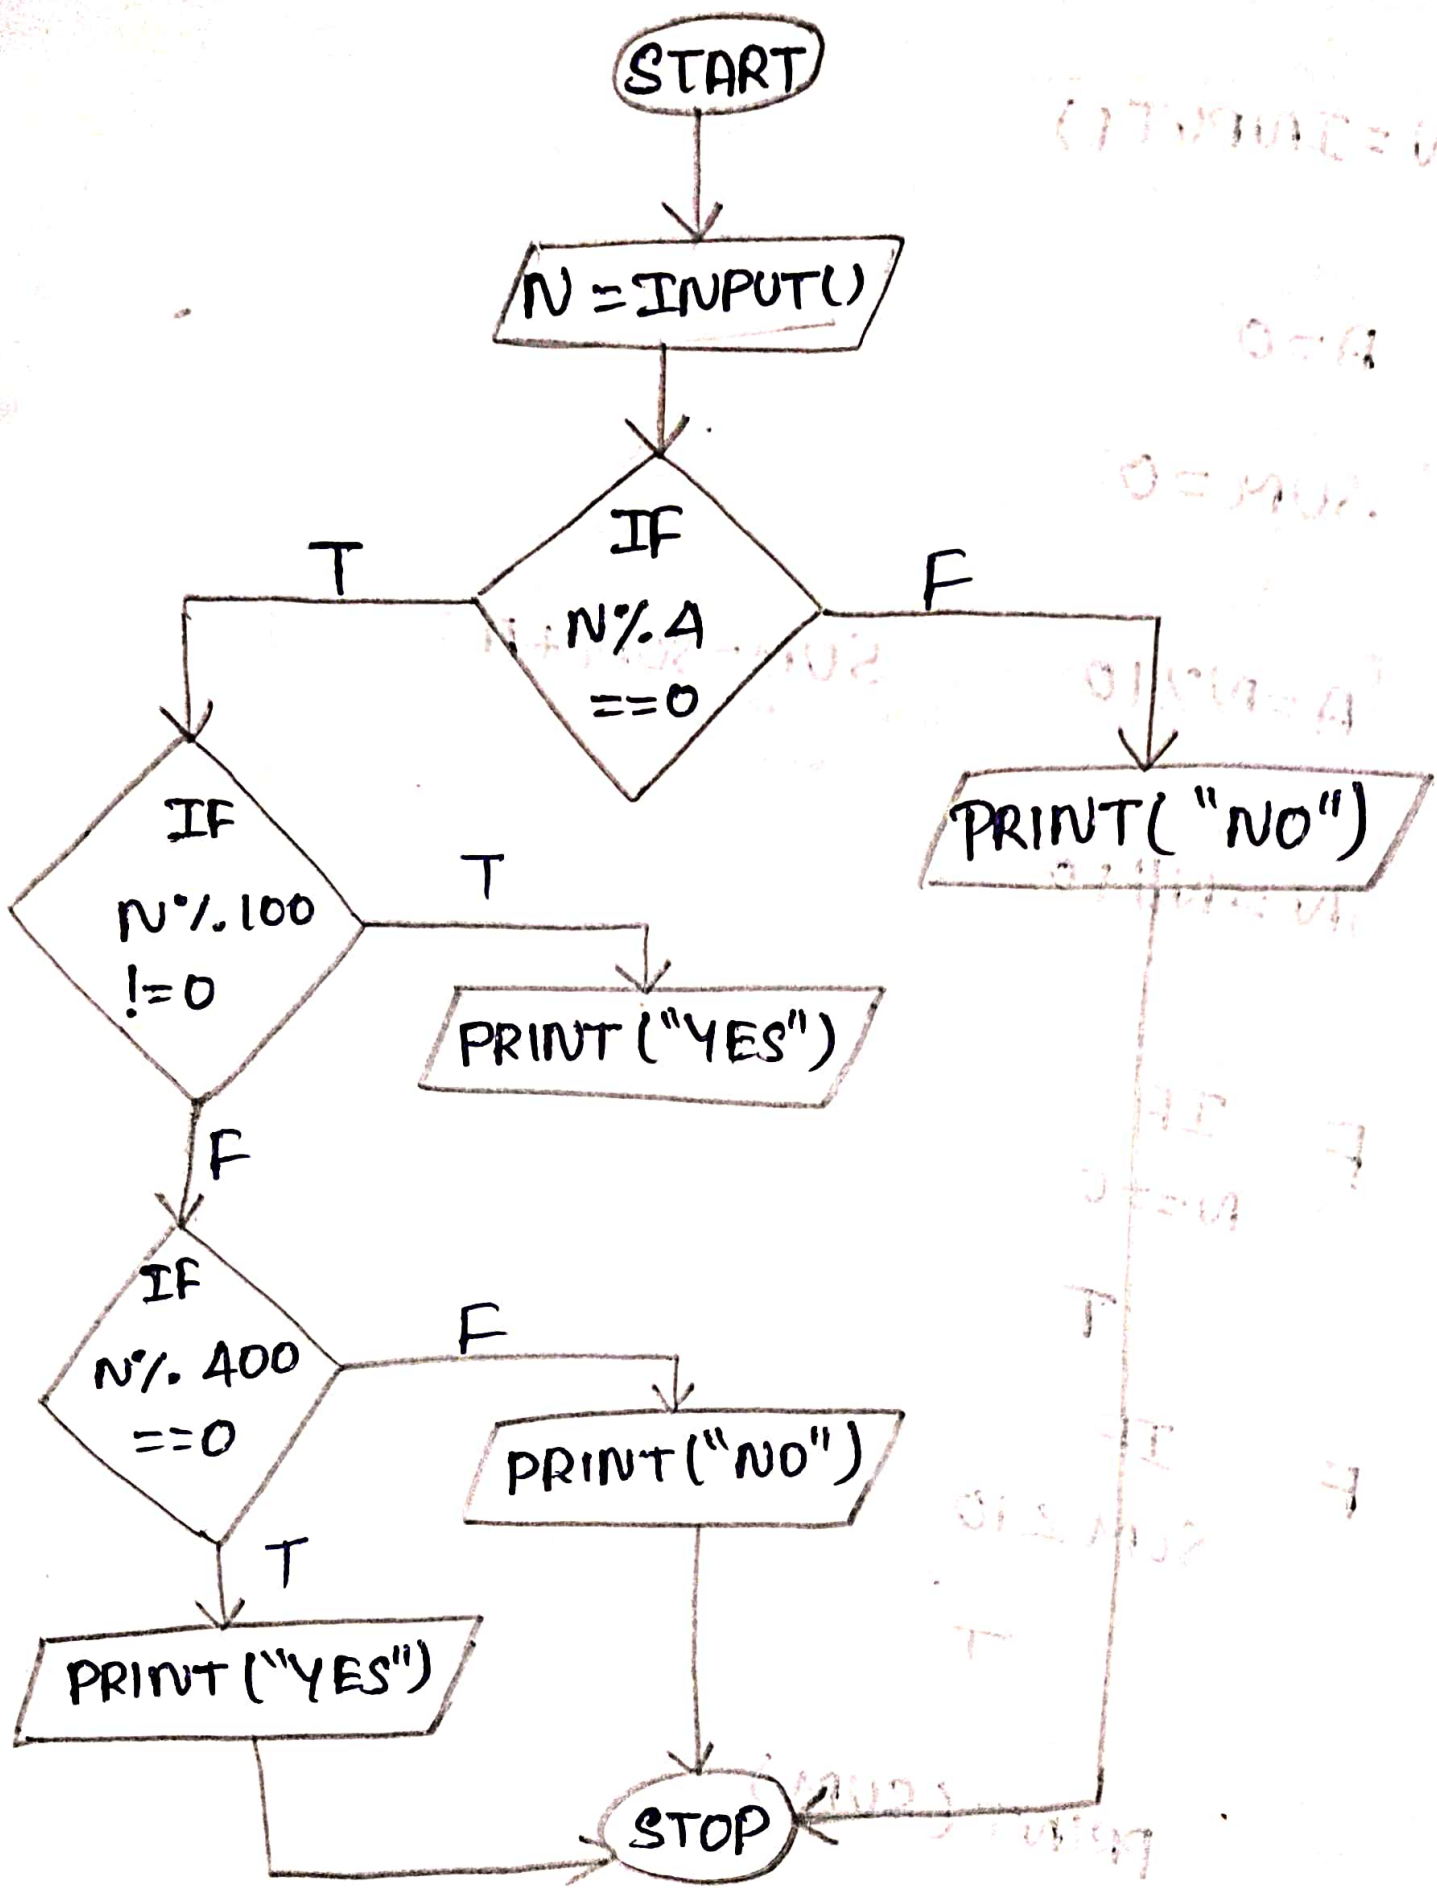 START
N=INPUT()
IF
N%4
==0
T
F
IF
N%100
!=0
T
PRINT("NO")
PRINT("YES")
F
IF
N%400
==0
F
PRINT("NO")
T
PRINT("YES")
STOP